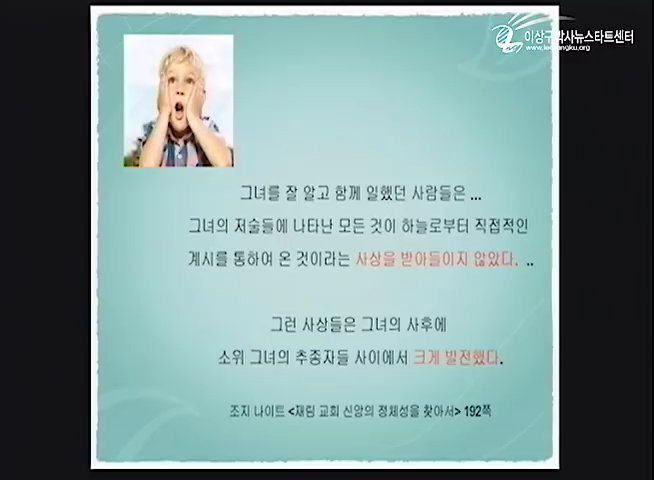 이상구박사뉴스타트센터
www.leesangku.org
그녀를 잘 알고 함께 일했던 사람들은 ...
그녀의 저술들에 나타난 모든 것이 하늘로부터 직접적인
계시를 통하여 온 것이라는 사상을 받아들이지 않았다. ..
그런 사상들은 그녀의 사후에
소위 그녀의 추종자들 사이에서 크게 발전했다.
조지 나이트 <재림 교회 신앙의 정체성을 찾아서> 192쪽